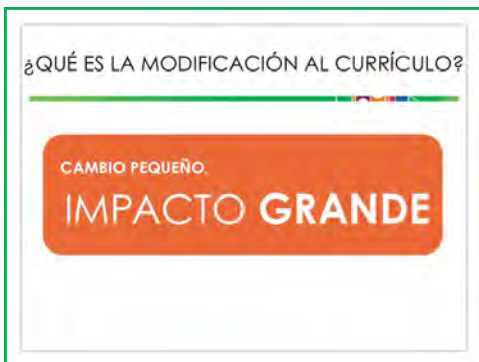 ¿QUÉ ES LA MODIFICACIÓN AL CURRÍCULO?
CAMBIO PEQUEÑO.
IMPACTO GRANDE